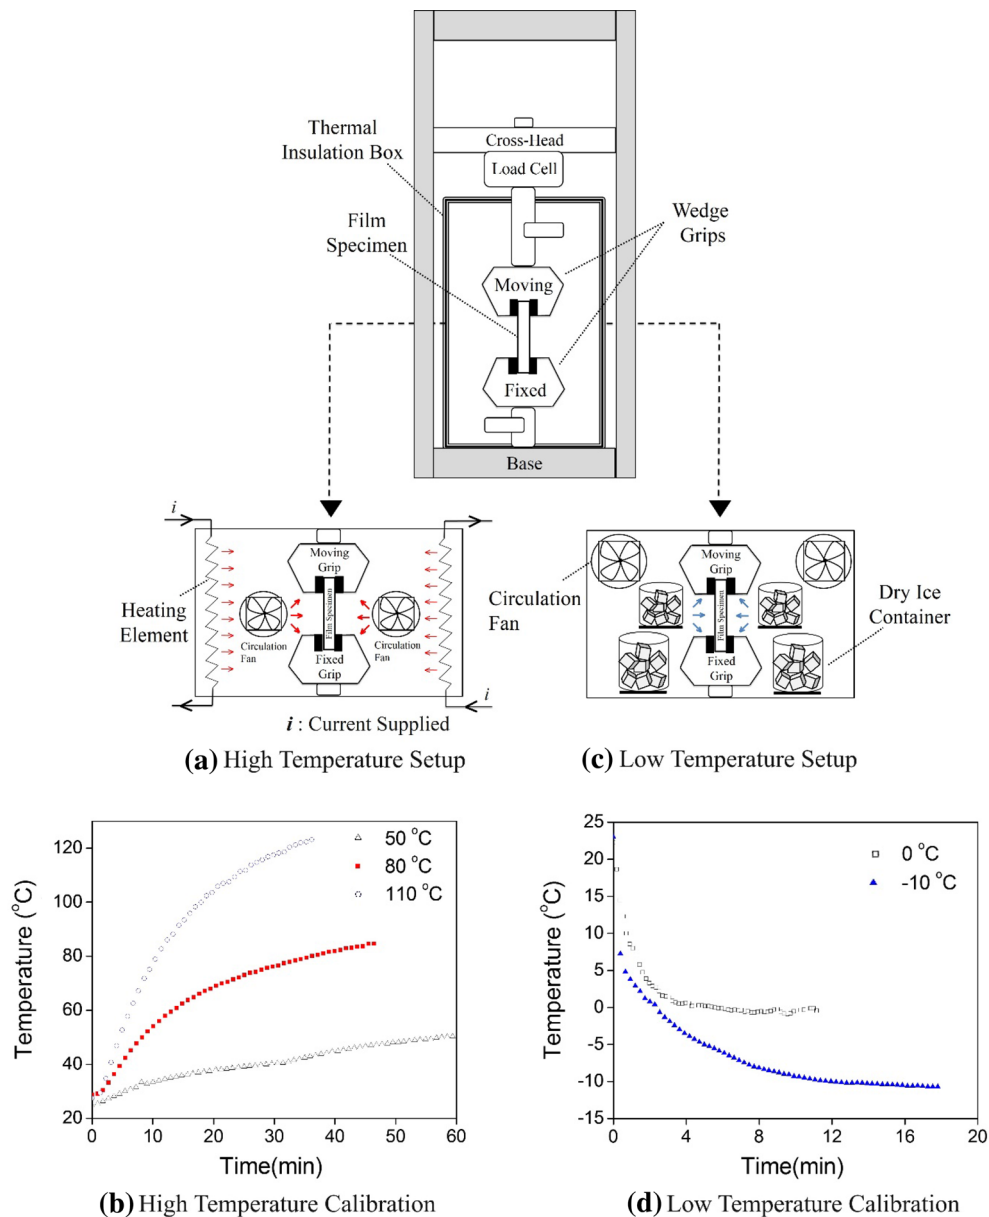 Thermal
Insulation Box
Cross-Head
Load Cell
Film
Specimen
Wedge
Grips
Moving
Fixed
Base
i
Moving
Grip
Film Specimen
Heating
Element
Circulation
Fan
Circulation
Fan
Fixed
Grip
i
i : Current Supplied
(a) High Temperature Setup
Moving
Grip
Film Specimen
Circulation
Fan
Dry Ice
Container
Fixed
Grip
(c) Low Temperature Setup
120
100
80
60
40
20
Temperature (°C)
50 °C
80 °C
110 °C
0 10 20 30 40 50 60
Time(min)
(b) High Temperature Calibration
25
20
15
10
5
0
-5
-10
-15
Temperature (°C)
0 °C
-10 °C
0 4 8 12 16 20
Time(min)
(d) Low Temperature Calibration